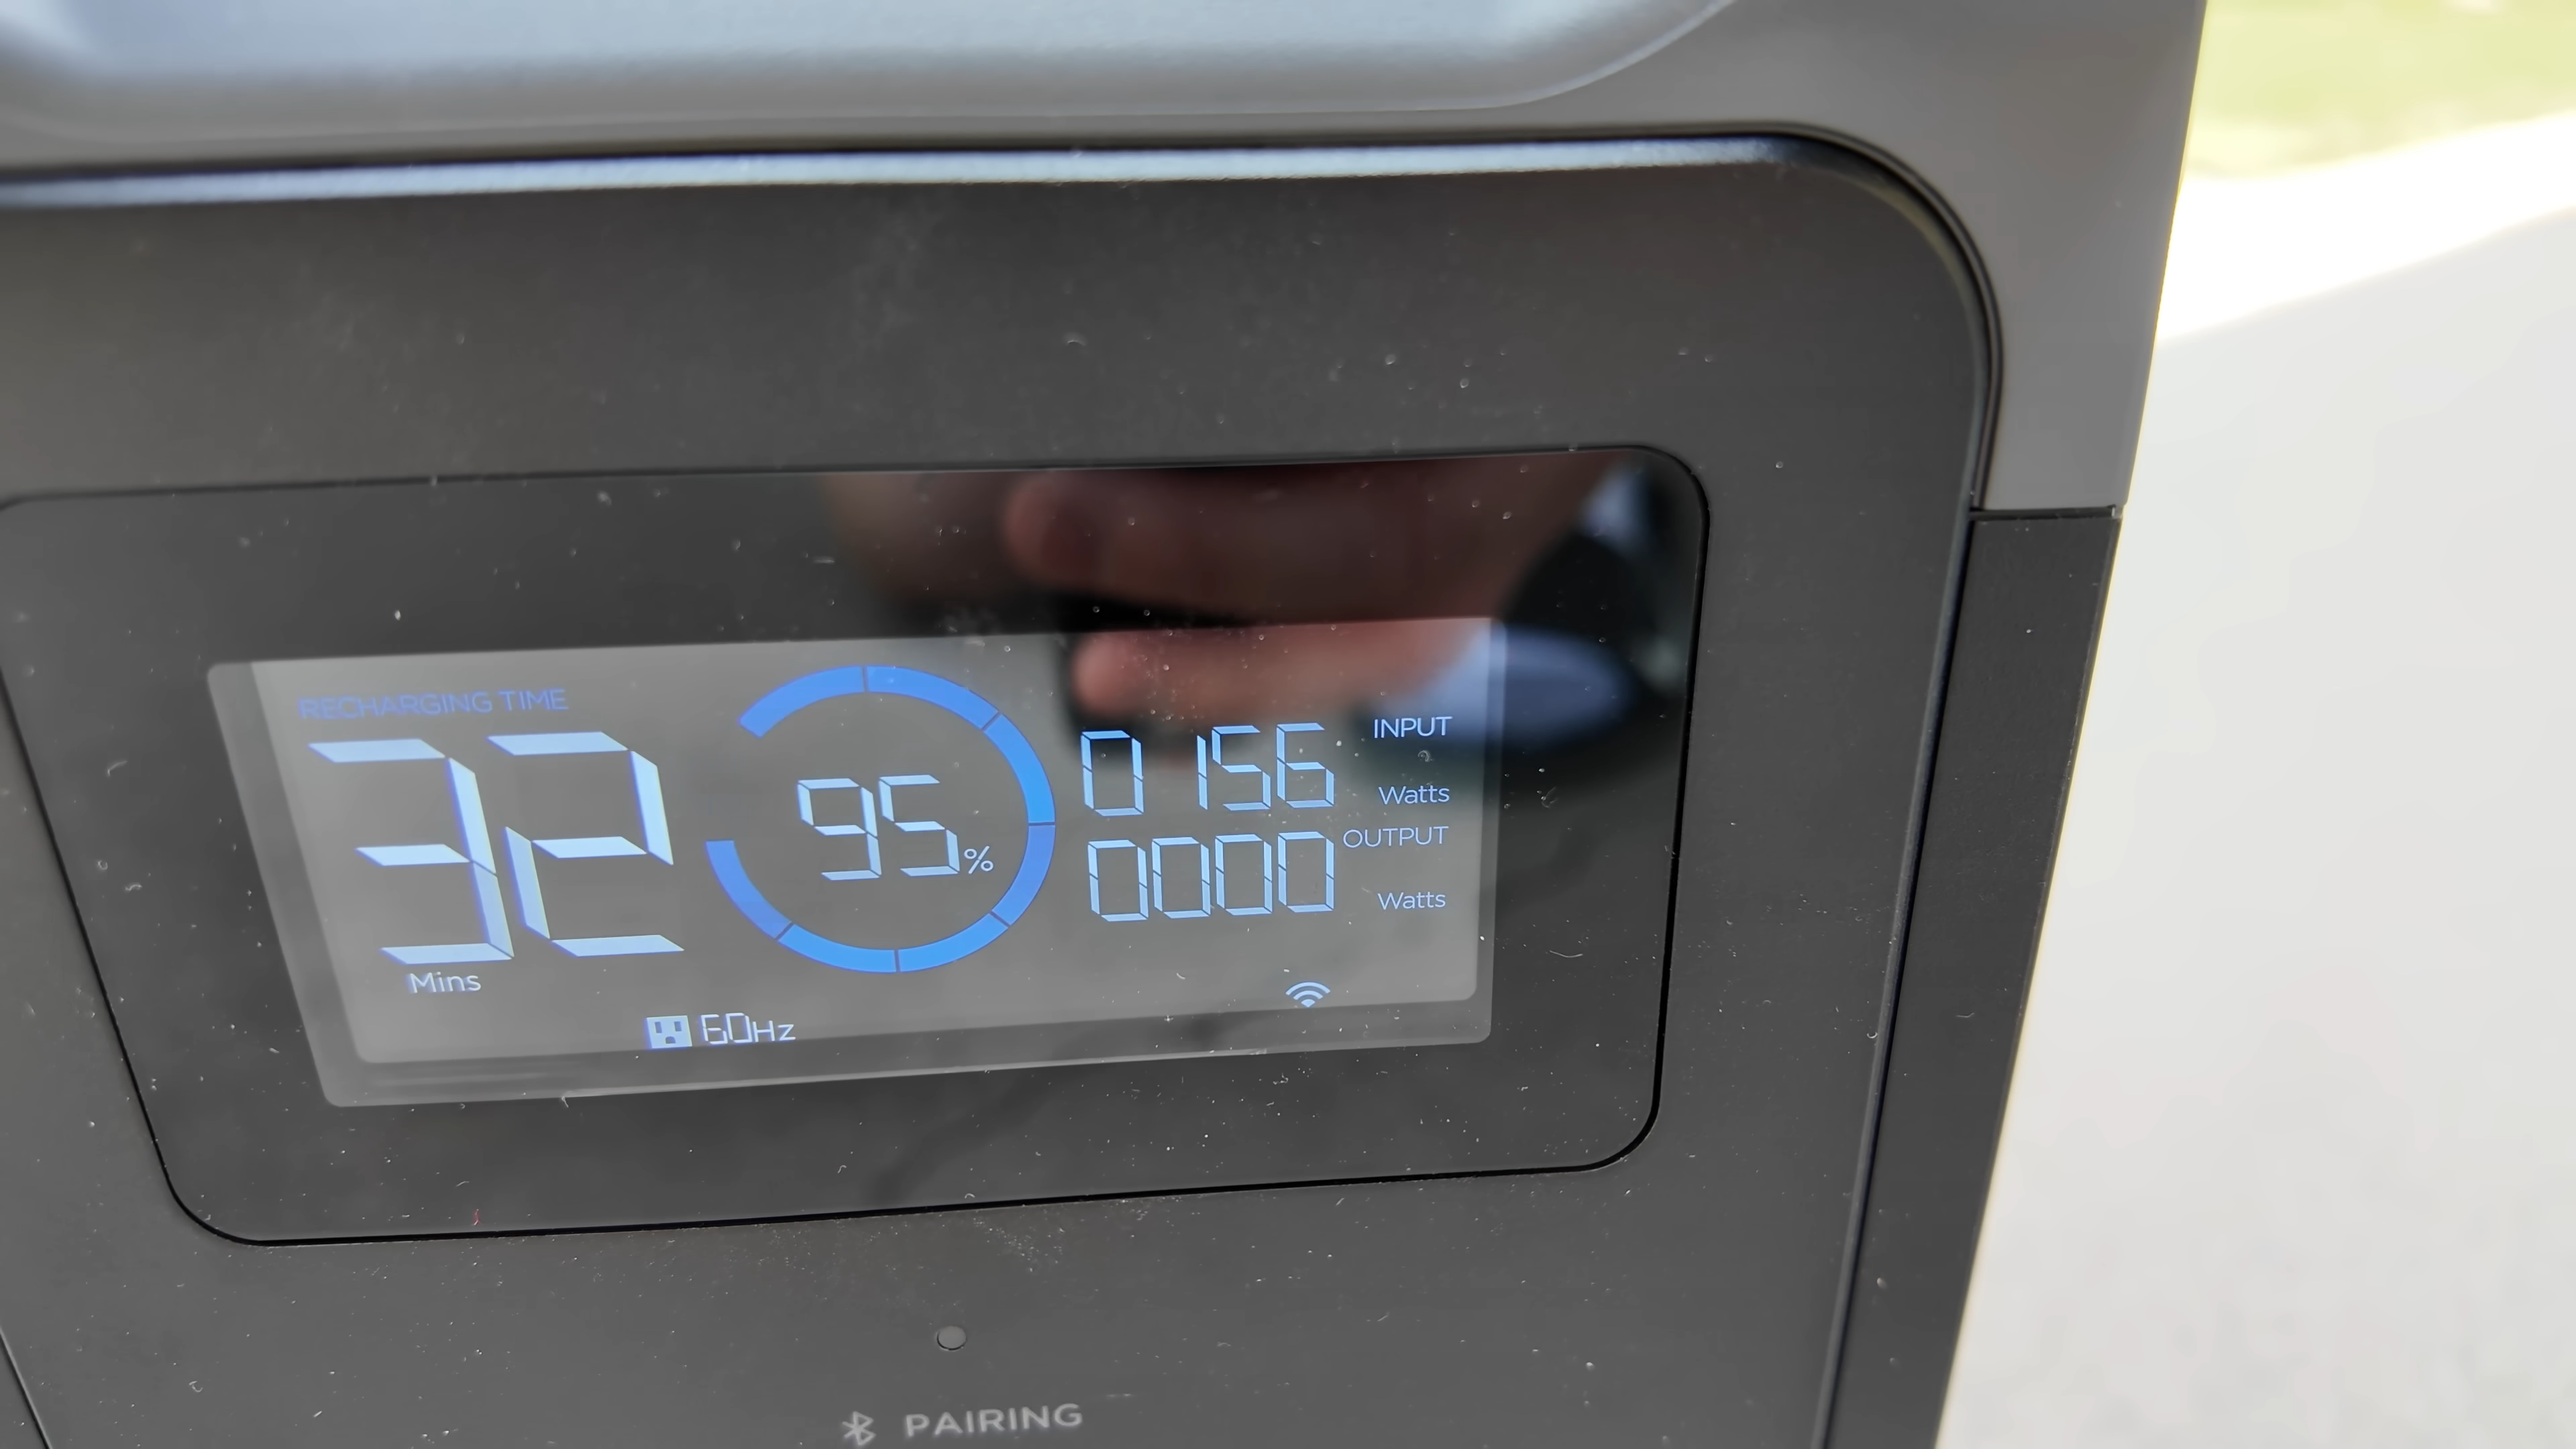 RECHARGING TIME
32
Mins
95%
0156 INPUT
Watts
0000 OUTPUT
Watts
60Hz
PAIRING